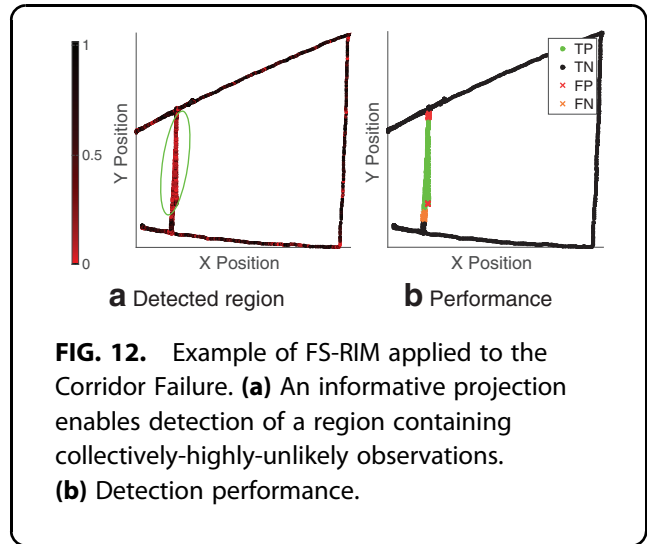 1
0.5
0
Y Position
X Position
a Detected region
Y Position
TP
TN
FP
FN
X Position
b Performance
FIG. 12. Example of FS-RIM applied to the
Corridor Failure. (a) An informative projection
enables detection of a region containing
collectively-highly-unlikely observations.
(b) Detection performance.